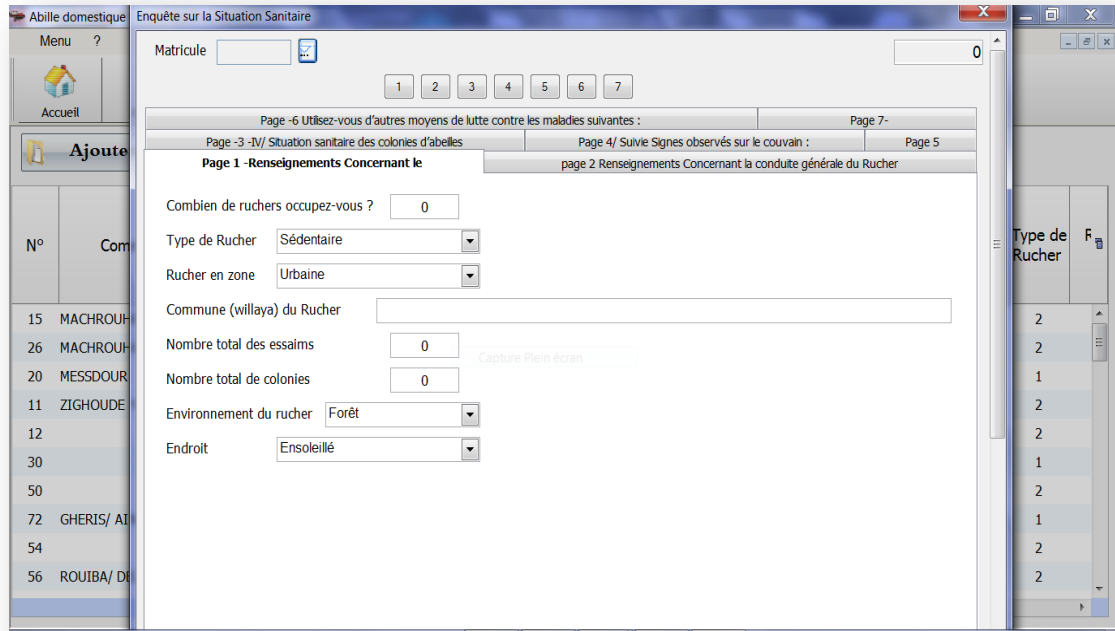 Abille domestique
Enquête sur la Situation Sanitaire
Menu ?
Accueil
Ajoute
Matricule
0
1 2 3 4 5 6 7
Page -6 Utilisez-vous d'autres moyens de lutte contre les maladies suivantes : Page 7-
Page -3 -IV/ Situation sanitaire des colonies d'abeilles Page 4/ Suivie Signes observés sur le couvain : Page 5
Page 1 -Renseignements Concernant le page 2 Renseignements Concernant la conduite générale du Rucher
Combien de ruchers occupez-vous ? 0
Type de Rucher Sédentaire
Rucher en zone Urbaine
Commune (willaya) du Rucher
Nombre total des essaims 0
Capture Plein écran
Nombre total de colonies 0
Environnement du rucher Forêt
Endroit Ensoleillé
N° Com Type de Rucher R
15 MACHROUH 2
26 MACHROUH 2
20 MESSDOUR 1
11 ZIGHOUDE 2
12 2
30 1
50 2
72 GHERIS/ AI 1
54 2
56 ROUIBA/ DE 2